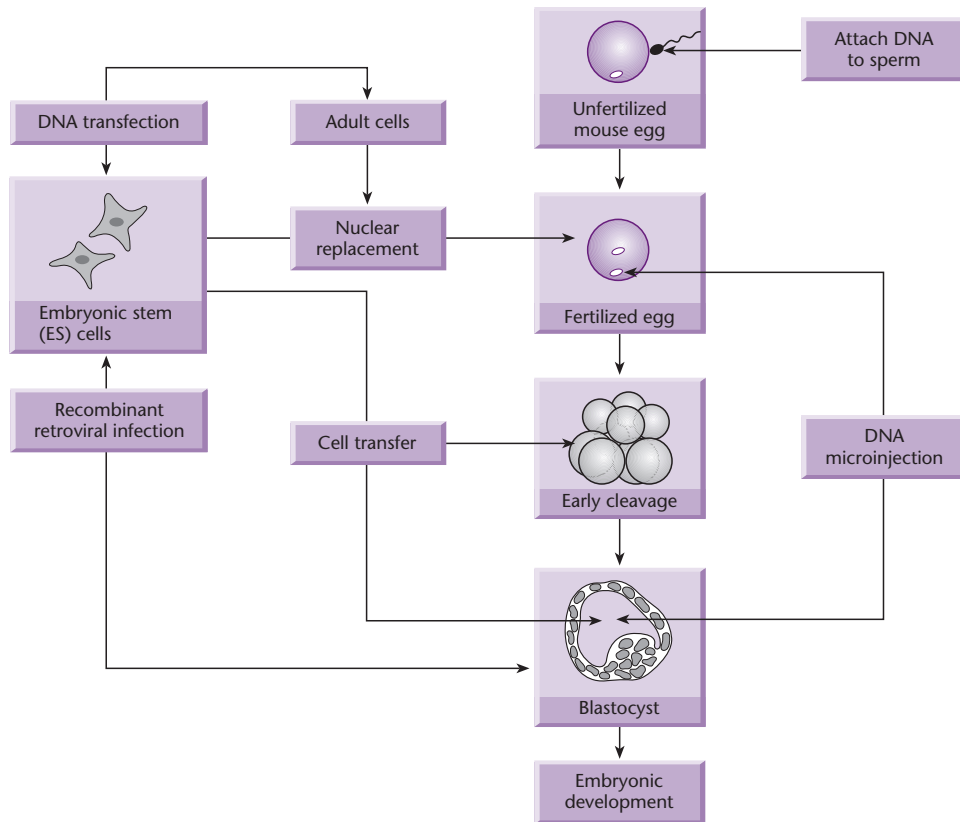 Attach DNA
to sperm
Unfertilized
mouse egg
DNA transfection
Adult cells
Nuclear
replacement
Embryonic stem
(ES) cells
Fertilized egg
Recombinant
retroviral infection
Cell transfer
DNA
microinjection
Early cleavage
Blastocyst
Embryonic
development